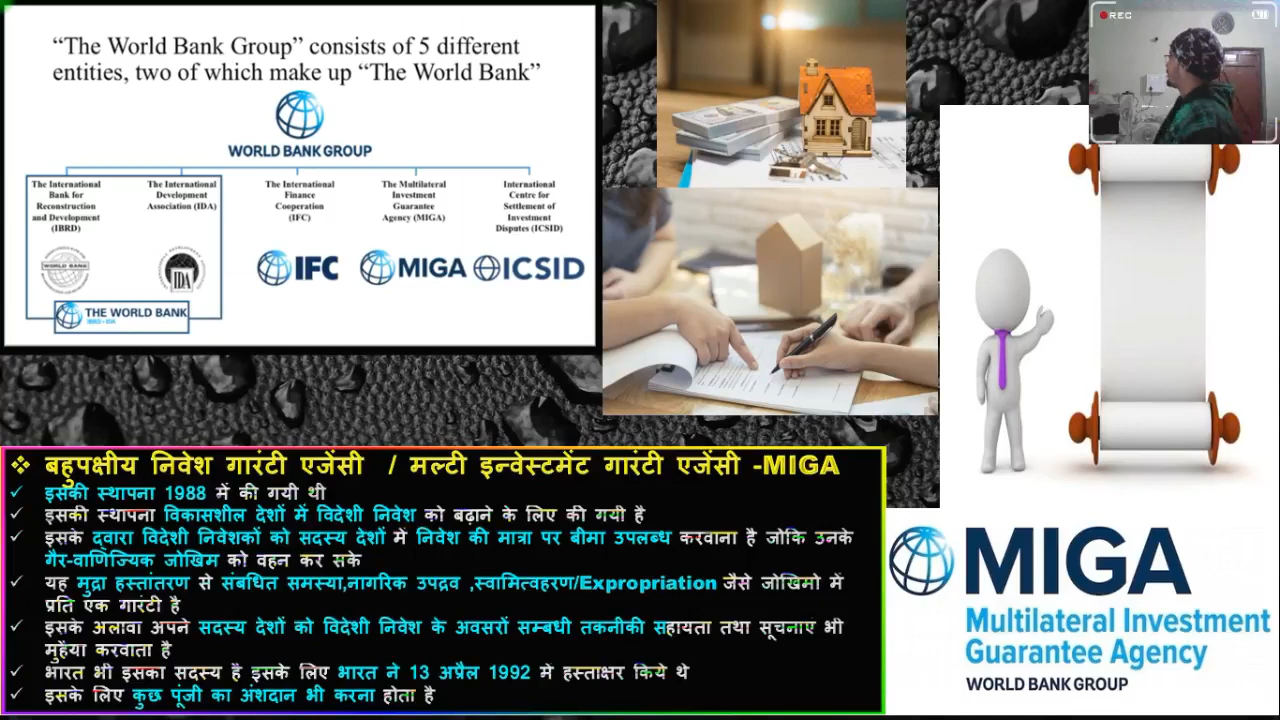 “The World Bank Group” consists of 5 different
entities, two of which make up “The World Bank”
WORLD BANK GROUP
The International
Bank for
Reconstruction
and Development
(IBRD)
The International
Development
Association (IDA)
The International
Finance
Cooperation
(IFC)
The Multilateral
Investment
Guarantee
Agency (MIGA)
International
Centre for
Settlement of
Investment
Disputes (ICSID)
WORLD BANK
IDA
IFC
MIGA
ICSID
THE WORLD BANK
IBRD • IDA
REC
❖ बहुपक्षीय निवेश गारंटी एजेंसी / मल्टी इन्वेस्टमेंट गारंटी एजेंसी -MIGA
✓ इसकी स्थापना 1988 में की गयी थी
✓ इसकी स्थापना विकासशील देशों में विदेशी निवेश को बढ़ाने के लिए की गयी है
✓ इसके द्वारा विदेशी निवेशकों को सदस्य देशों में निवेश की मात्रा पर बीमा उपलब्ध करवाना है जोकि उनके
गैर-वाणिज्यिक जोखिम को वहन कर सके
✓ यह मुद्रा हस्तांतरण से संबधित समस्या,नागरिक उपद्रव ,स्वामित्वहरण/Expropriation जैसे जोखिमो में
प्रति एक गारंटी है
✓ इसके अलावा अपने सदस्य देशों को विदेशी निवेश के अवसरों सम्बधी तकनीकी सहायता तथा सूचनाए भी
मुहेंया करवाता है
✓ भारत भी इसका सदस्य है इसके लिए भारत ने 13 अप्रैल 1992 में हस्ताक्षर किये थे
✓ इसके लिए कुछ पूंजी का अंशदान भी करना होता है
MIGA
Multilateral Investment
Guarantee Agency
WORLD BANK GROUP